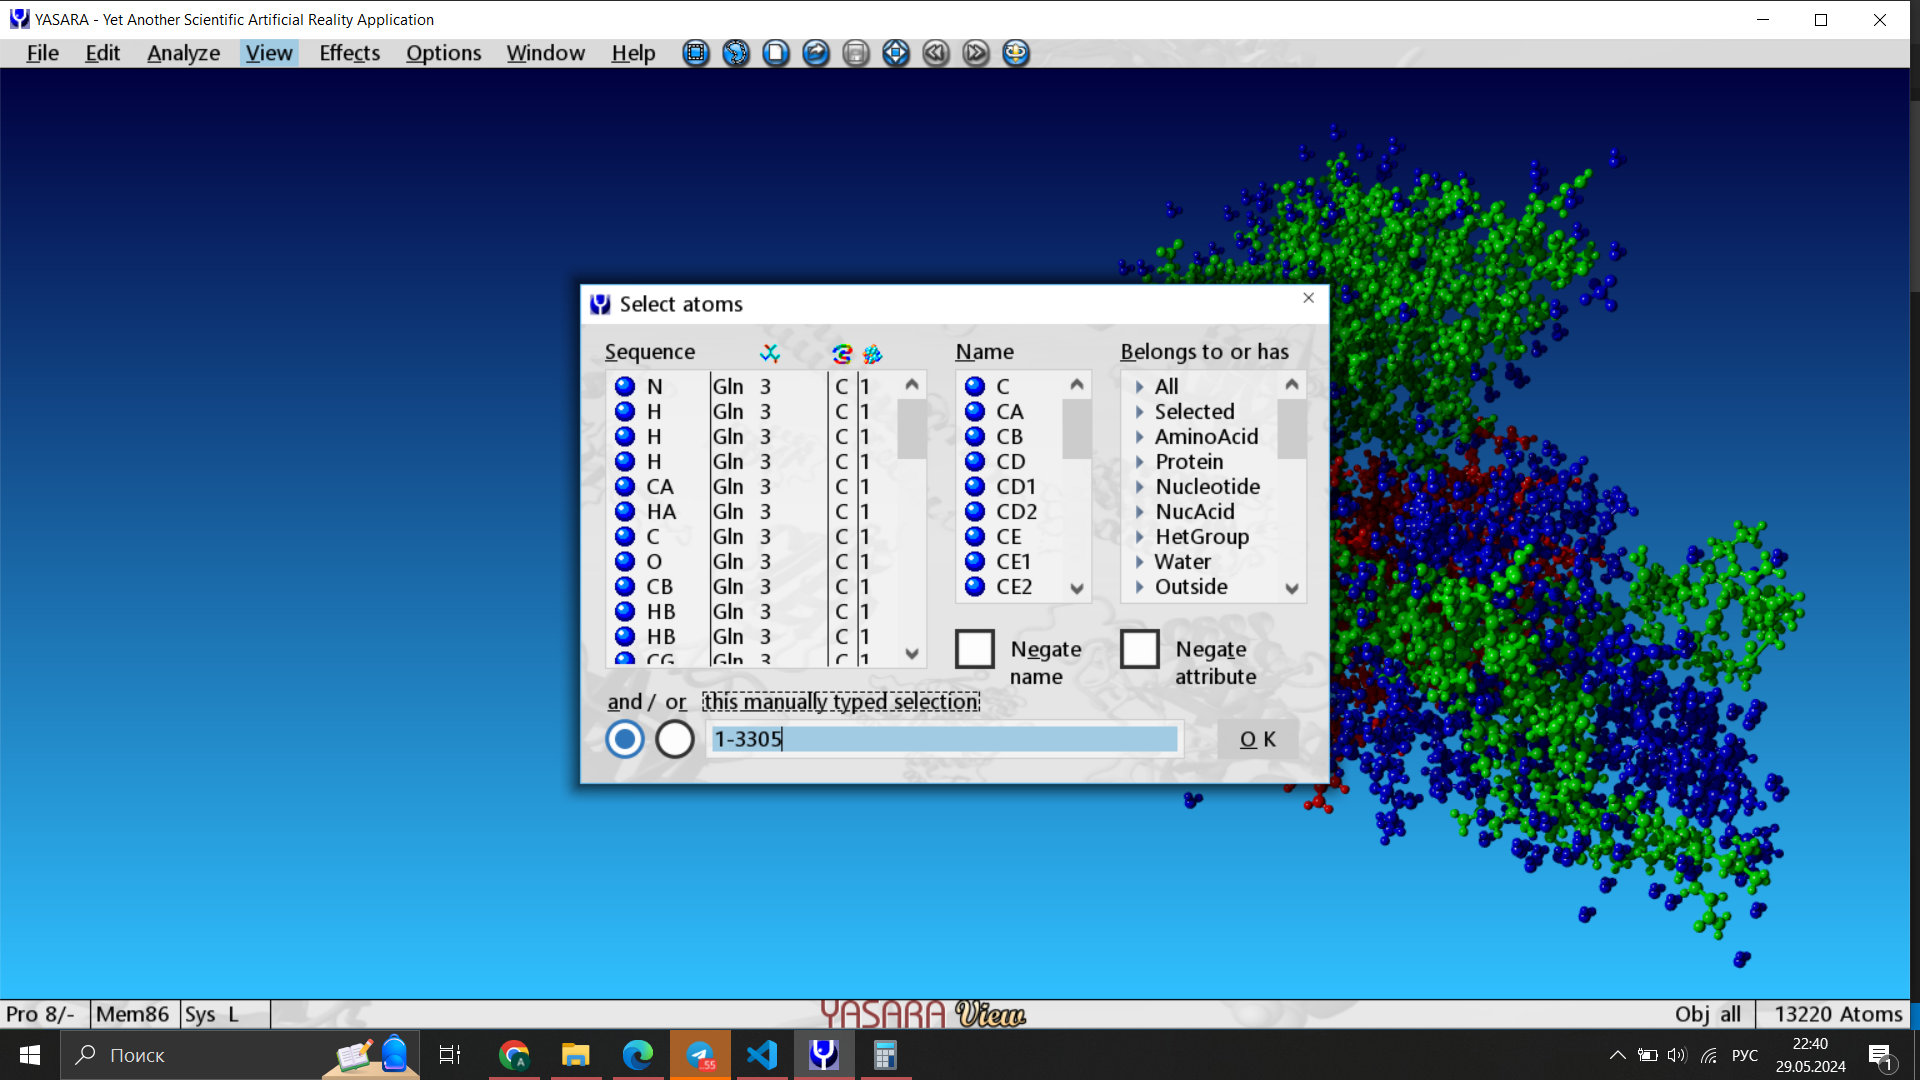 YASARA - Yet Another Scientific Artificial Reality Application
File Edit Analyze View Effects Options Window Help
Select atoms
Sequence
N Gln 3 C 1
H Gln 3 C 1
H Gln 3 C 1
H Gln 3 C 1
CA Gln 3 C 1
HA Gln 3 C 1
C Gln 3 C 1
O Gln 3 C 1
CB Gln 3 C 1
HB Gln 3 C 1
HB Gln 3 C 1
CG Gln 3 C 1
Name
C
CA
CB
CD
CD1
CD2
CE
CE1
CE2
Negate
name
Belongs to or has
All
Selected
AminoAcid
Protein
Nucleotide
NucAcid
HetGroup
Water
Outside
Negate
attribute
and / or this manually typed selection
1-3305
O K
Pro 8/- Mem86 Sys L YASARA View Obj all 13220 Atoms
Поиск
55
РУС
22:40
29.05.2024
1